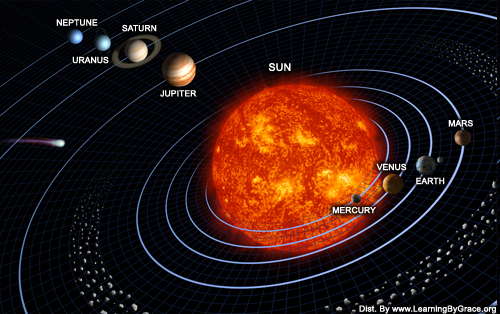 NEPTUNE
URANUS
SATURN
JUPITER
SUN
MARS
VENUS
EARTH
MERCURY
Dist. By www.LearningByGrace.org